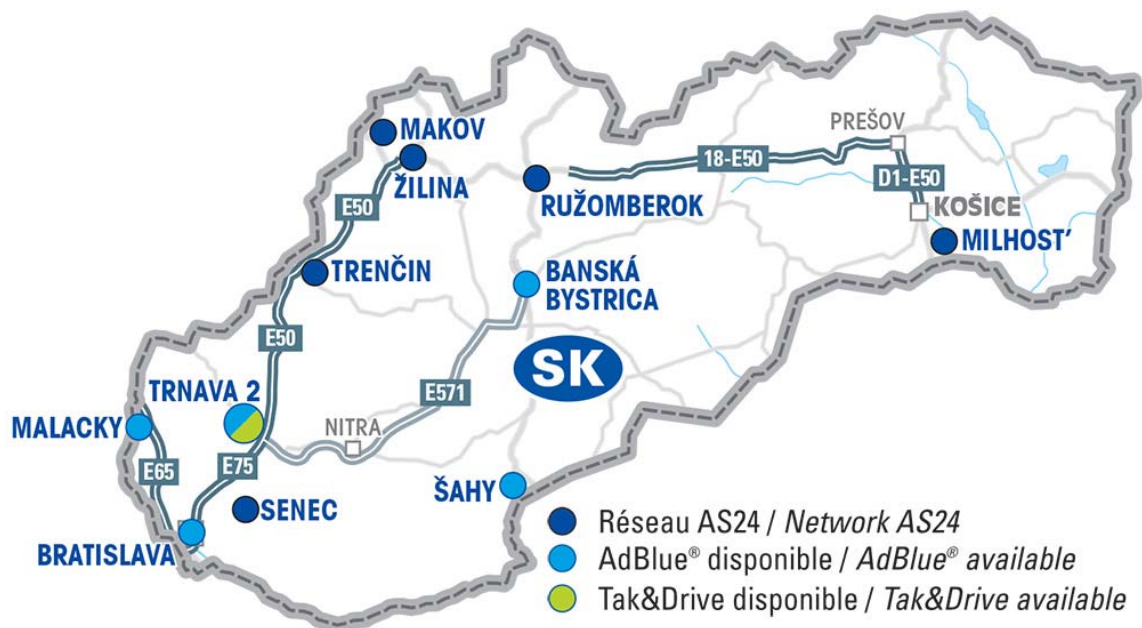 MAKOV
ŽILINA
E50
RUŽOMBEROK
18-E50
PREŠOV
D1-E50
KOŠICE
MILHOST’
TRENČIN
BANSKÁ
BYSTRICA
E50
SK
TRNAVA 2
E571
MALACKY
NITRA
E65
E75
ŠAHY
SENEC
BRATISLAVA
Réseau AS24 / Network AS24
AdBlue® disponible / AdBlue® available
Tak&Drive disponible / Tak&Drive available